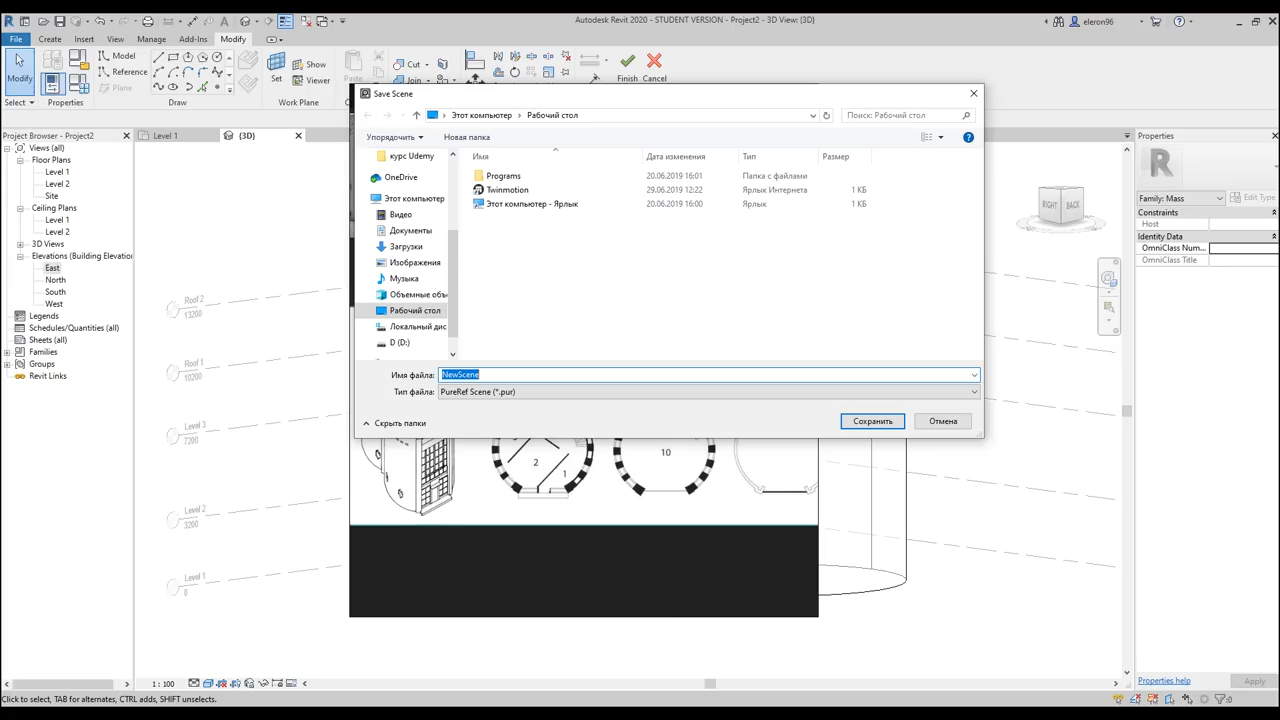 Autodesk Revit 2020 - STUDENT VERSION - Project2 - 3D View: {3D}
eleron96
File
Create
Insert
View
Manage
Add-Ins
Modify
Modify
Model
Reference
Plane
Set
Show
Viewer
Paste
Cut
Join
Finish
Cancel
Select
Properties
Draw
Work Plane
Project Browser - Project2
Level 1
{3D}
Properties
Views (all)
Floor Plans
Level 1
Level 2
Site
Ceiling Plans
Level 1
Level 2
3D Views
Elevations (Building Elevation
East
North
South
West
Legends
Schedules/Quantities (all)
Sheets (all)
Families
Groups
Revit Links
Roof 2
13200
Roof 1
10200
Level 3
7200
Level 2
3200
Level 1
0
Save Scene
Этот компьютер
Рабочий стол
Поиск: Рабочий стол
Упорядочить
Новая папка
курс Udemy
OneDrive
Этот компьютер
Видео
Документы
Загрузки
Изображения
Музыка
Объемные объ
Рабочий стол
Локальный дис
D (D:)
Имя
Дата изменения
Тип
Размер
Programs
20.06.2019 16:01
Папка с файлами
Twinmotion
29.06.2019 12:22
Ярлык Интернета
1 КБ
Этот компьютер - Ярлык
20.06.2019 16:00
Ярлык
1 КБ
Имя файла:
NewScene
Тип файла:
PureRef Scene (*.pur)
Скрыть папки
Сохранить
Отмена
2
1
10
RIGHT
BACK
Family: Mass
Edit Type
Constraints
Host
Identity Data
OmniClass Num...
OmniClass Title
1 : 100
Properties help
Apply
Click to select, TAB for alternates, CTRL adds, SHIFT unselects.
:0